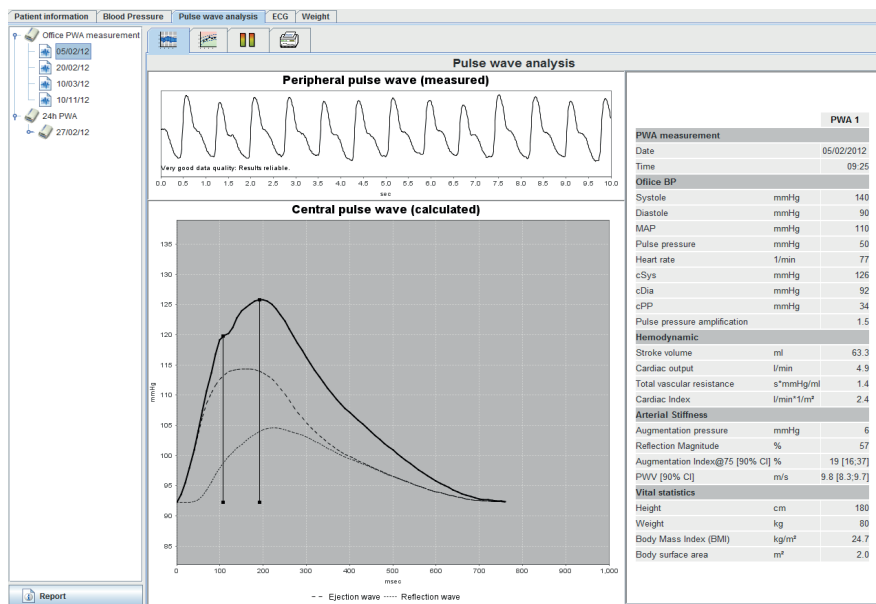 Patient information Blood Pressure Pulse wave analysis ECG Weight
Office PWA measurement
05/02/12
20/02/12
10/03/12
10/11/12
24h PWA
27/02/12
Report
Pulse wave analysis
Peripheral pulse wave (measured)
Very good data quality: Results reliable.
0.0 0.5 1.0 1.5 2.0 2.5 3.0 3.5 4.0 4.5 5.0 5.5 6.0 6.5 7.0 7.5 8.0 8.5 9.0 9.5 10.0
sec
Central pulse wave (calculated)
135
130
125
120
115
110
105
100
95
90
85
mmHg
0 100 200 300 400 500 600 700 800 900 1,000
msec
Ejection wave Reflection wave
PWA 1
PWA measurement
Date 05/02/2012
Time 09:25
Office BP
Systole mmHg 140
Diastole mmHg 90
MAP mmHg 110
Pulse pressure mmHg 50
Heart rate 1/min 77
cSys mmHg 126
cDia mmHg 92
cPP mmHg 34
Pulse pressure amplification 1.5
Hemodynamic
Stroke volume ml 63.3
Cardiac output l/min 4.9
Total vascular resistance s*mmHg/ml 1.4
Cardiac Index l/min*1/m² 2.4
Arterial Stiffness
Augmentation pressure mmHg 6
Reflection Magnitude % 57
Augmentation Index@75 [90% CI] % 19 [16;37]
PWV [90% CI] m/s 9.8 [8.3;9.7]
Vital statistics
Height cm 180
Weight kg 80
Body Mass Index (BMI) kg/m² 24.7
Body surface area m² 2.0